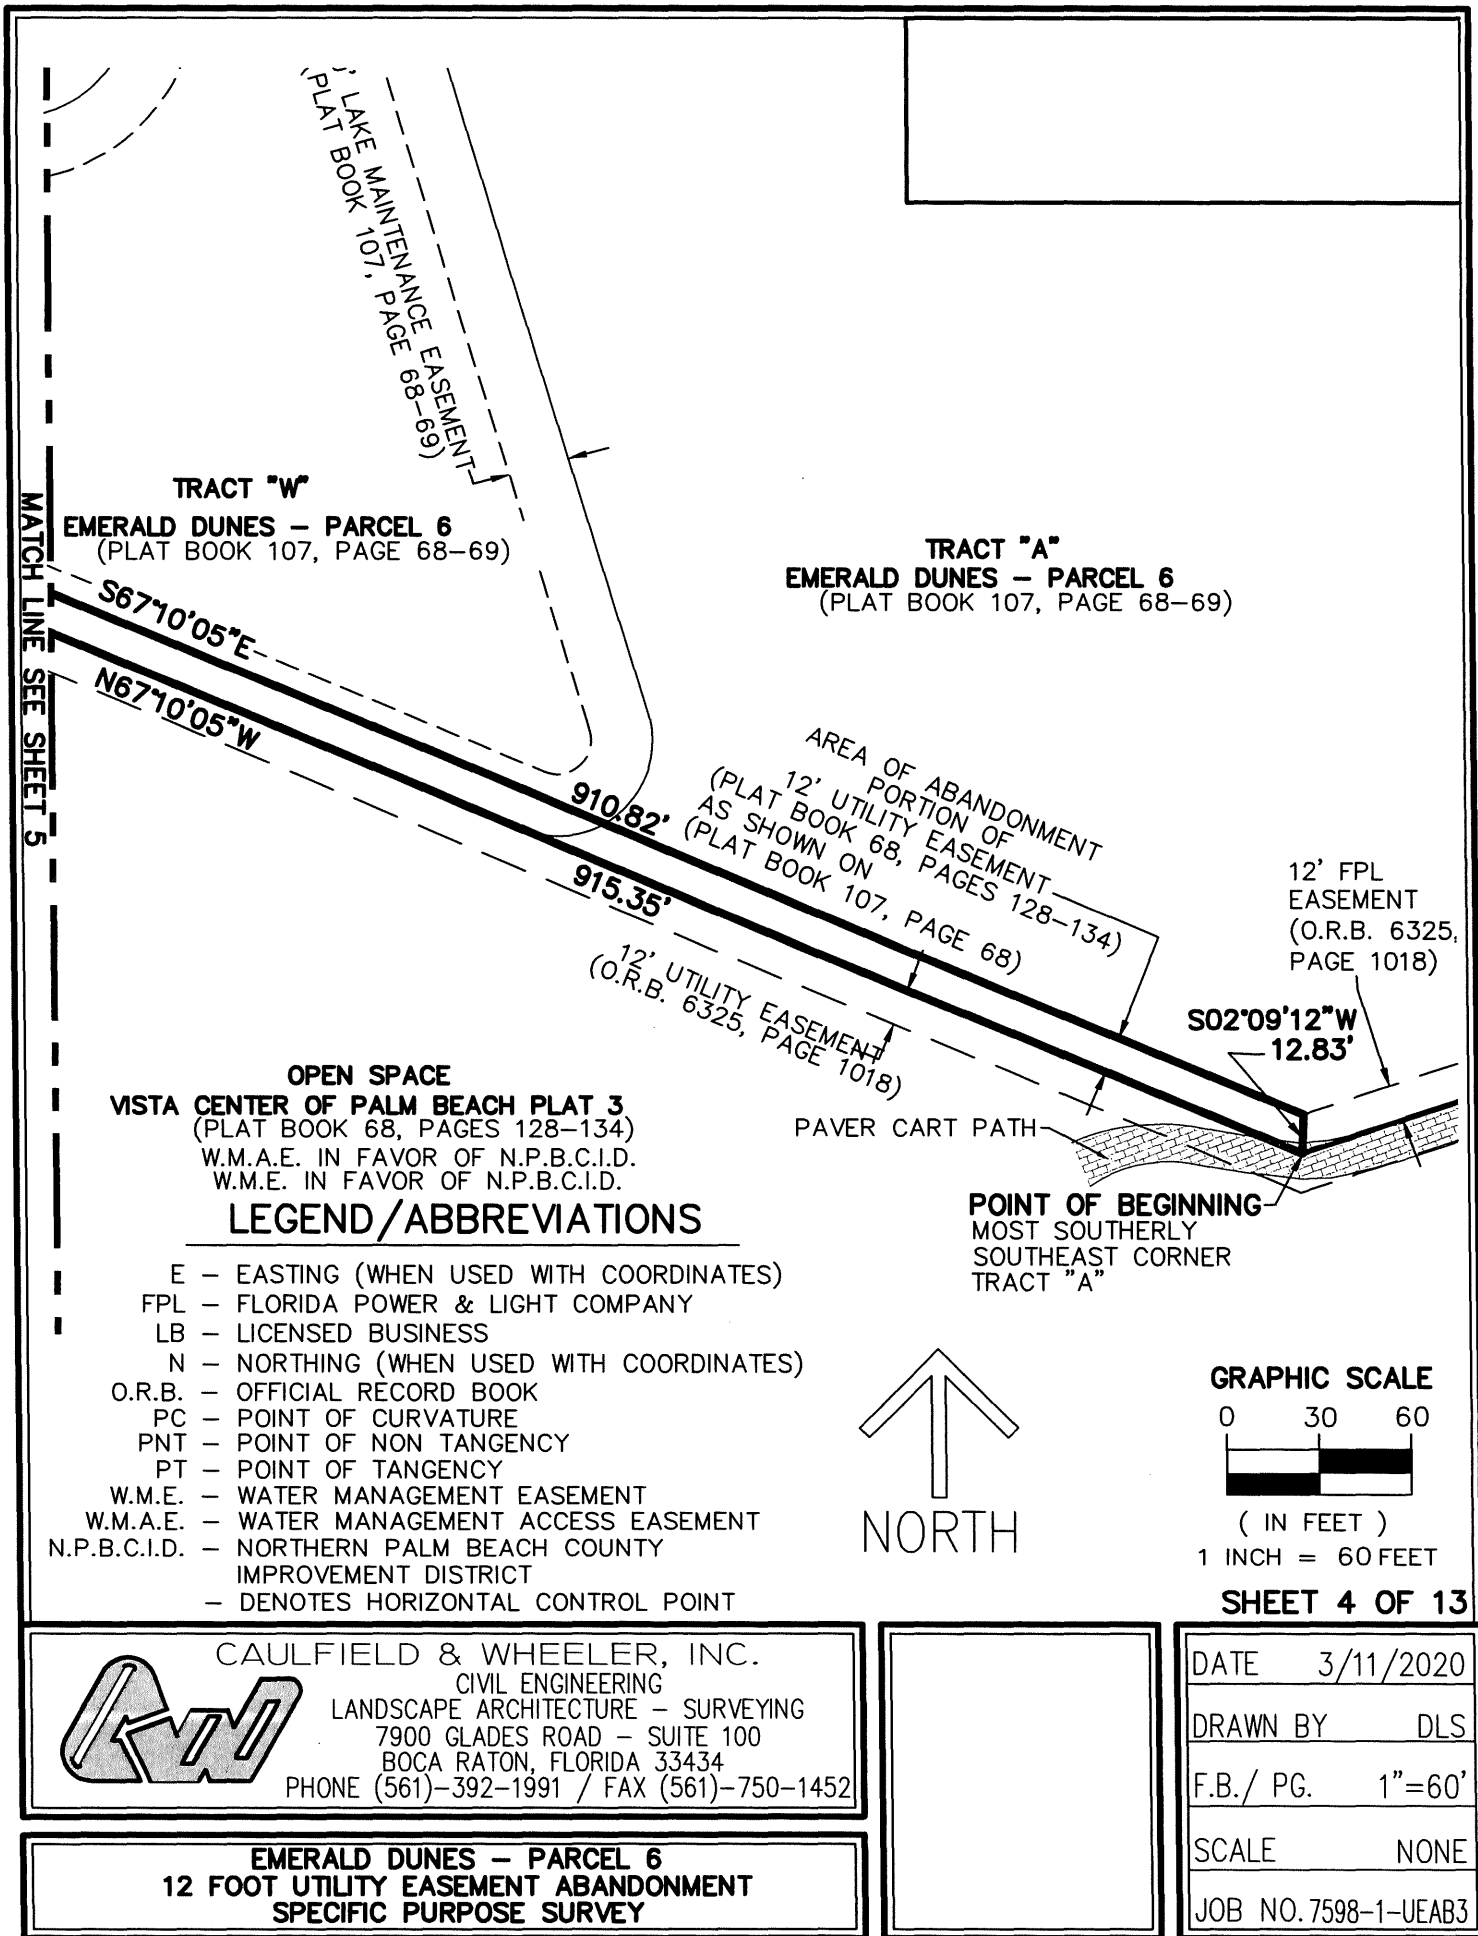 ' LAKE MAINTENANCE EASEMENT
(PLAT BOOK 107, PAGE 68-69)
TRACT "W"
EMERALD DUNES - PARCEL 6
(PLAT BOOK 107, PAGE 68-69)
TRACT "A"
EMERALD DUNES - PARCEL 6
(PLAT BOOK 107, PAGE 68-69)
MATCH LINE SEE SHEET 5
S67°10'05"E
N67°10'05"W
910.82'
915.35'
AREA OF ABANDONMENT
PORTION OF
12' UTILITY EASEMENT
(PLAT BOOK 68, PAGES 128-134)
AS SHOWN ON
(PLAT BOOK 107, PAGE 68)
12' UTILITY EASEMENT
(O.R.B. 6325, PAGE 1018)
12' FPL
EASEMENT
(O.R.B. 6325,
PAGE 1018)
S02°09'12"W
12.83'
PAVER CART PATH
POINT OF BEGINNING
MOST SOUTHERLY
SOUTHEAST CORNER
TRACT "A"
OPEN SPACE
VISTA CENTER OF PALM BEACH PLAT 3
(PLAT BOOK 68, PAGES 128-134)
W.M.A.E. IN FAVOR OF N.P.B.C.I.D.
W.M.E. IN FAVOR OF N.P.B.C.I.D.
LEGEND/ABBREVIATIONS
E - EASTING (WHEN USED WITH COORDINATES)
FPL - FLORIDA POWER & LIGHT COMPANY
LB - LICENSED BUSINESS
N - NORTHING (WHEN USED WITH COORDINATES)
O.R.B. - OFFICIAL RECORD BOOK
PC - POINT OF CURVATURE
PNT - POINT OF NON TANGENCY
PT - POINT OF TANGENCY
W.M.E. - WATER MANAGEMENT EASEMENT
W.M.A.E. - WATER MANAGEMENT ACCESS EASEMENT
N.P.B.C.I.D. - NORTHERN PALM BEACH COUNTY
IMPROVEMENT DISTRICT
- DENOTES HORIZONTAL CONTROL POINT
NORTH
GRAPHIC SCALE
0 30 60
( IN FEET )
1 INCH = 60 FEET
SHEET 4 OF 13
CAULFIELD & WHEELER, INC.
CIVIL ENGINEERING
LANDSCAPE ARCHITECTURE - SURVEYING
7900 GLADES ROAD - SUITE 100
BOCA RATON, FLORIDA 33434
PHONE (561)-392-1991 / FAX (561)-750-1452
EMERALD DUNES - PARCEL 6
12 FOOT UTILITY EASEMENT ABANDONMENT
SPECIFIC PURPOSE SURVEY
DATE 3/11/2020
DRAWN BY DLS
F.B./ PG. 1"=60'
SCALE NONE
JOB NO. 7598-1-UEAB3